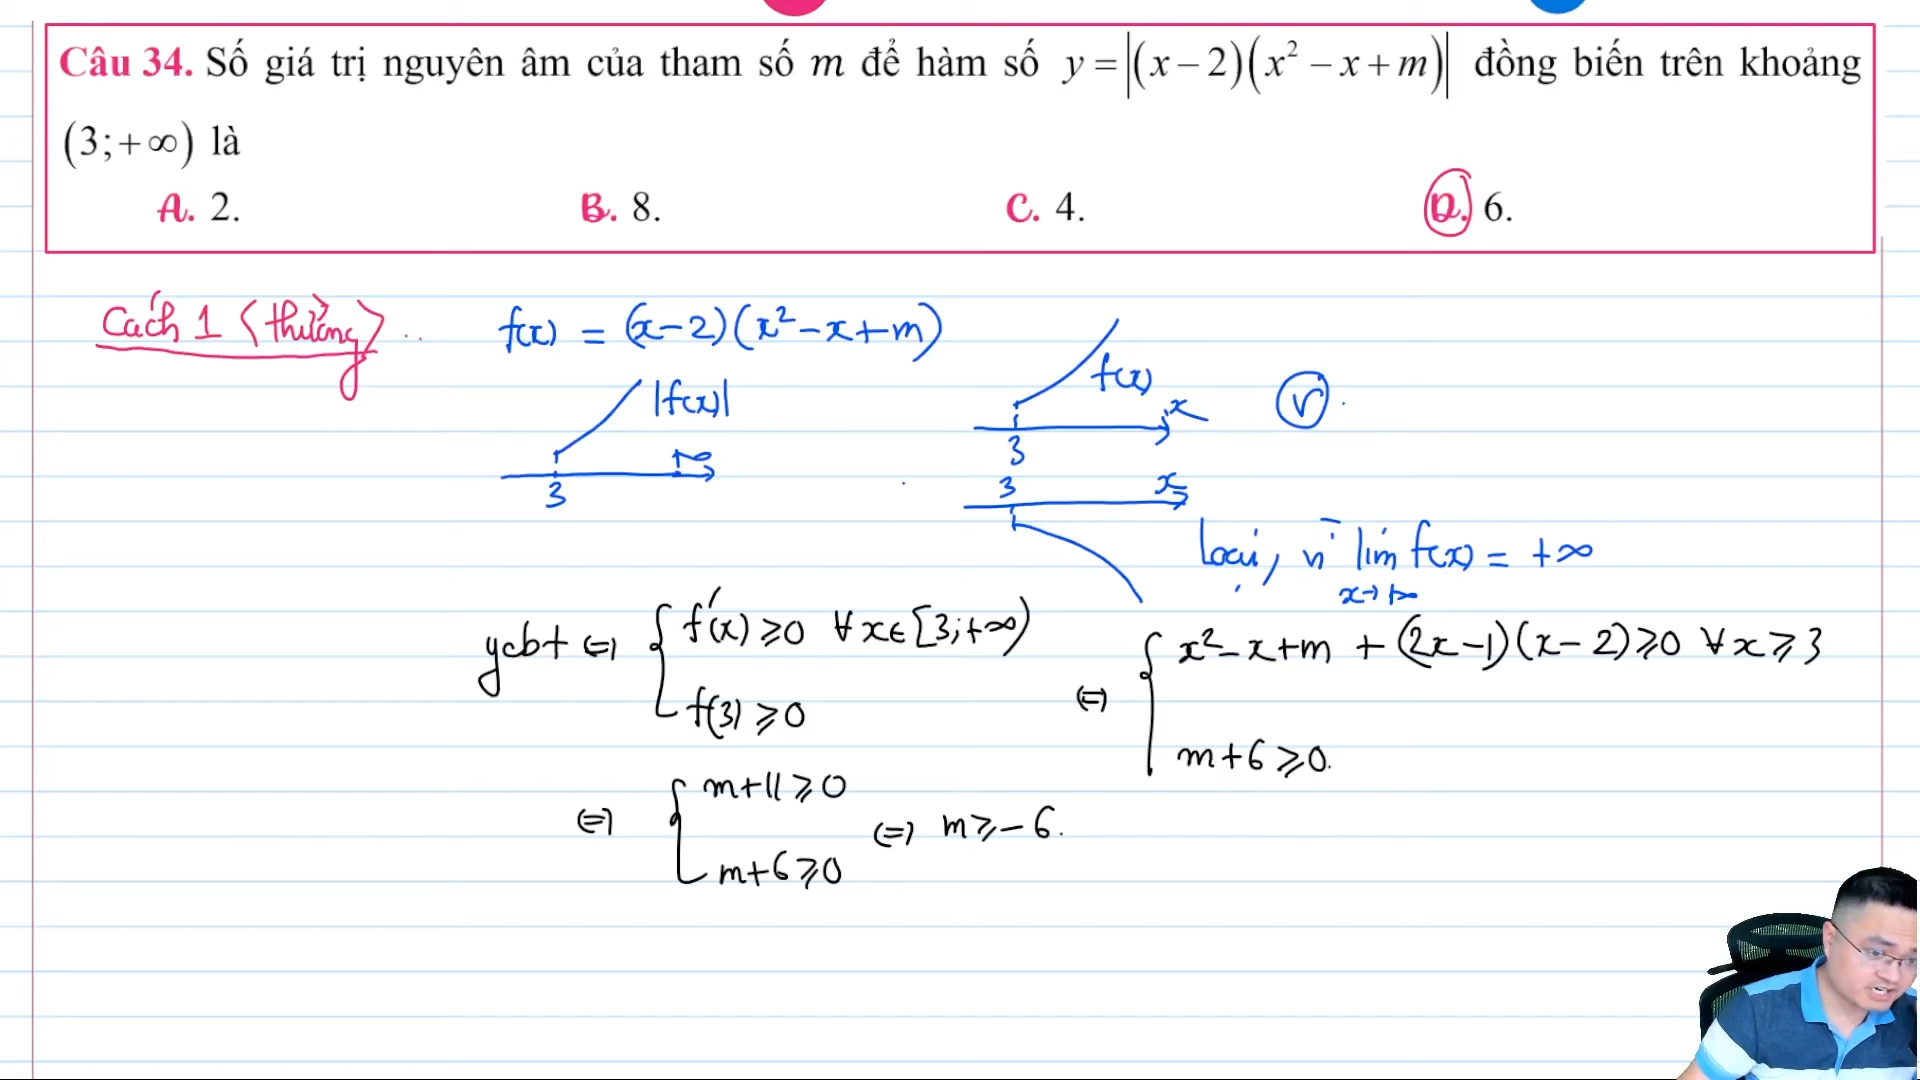 Câu 34. Số giá trị nguyên âm của tham số m để hàm số y = |(x − 2)(x² − x + m)| đồng biến trên khoảng
(3; +∞) là
A. 2. B. 8. C. 4. D. 6.
Cách 1 (thường) .. f(x) = (x−2)(x²−x+m)
|f(x)|
+∞
3
f(x)
x
3
v
3
x
Loại, vì lim f(x) = +∞
x→+∞
ycbt ⇔ { f'(x) ⩾ 0 ∀x∈[3;+∞)
f(3) ⩾ 0
⇔ { x²−x+m + (2x−1)(x−2) ⩾ 0 ∀x ⩾ 3
m+6 ⩾ 0.
⇔ { m+11 ⩾ 0
m+6 ⩾ 0
⇔ m ⩾ −6.